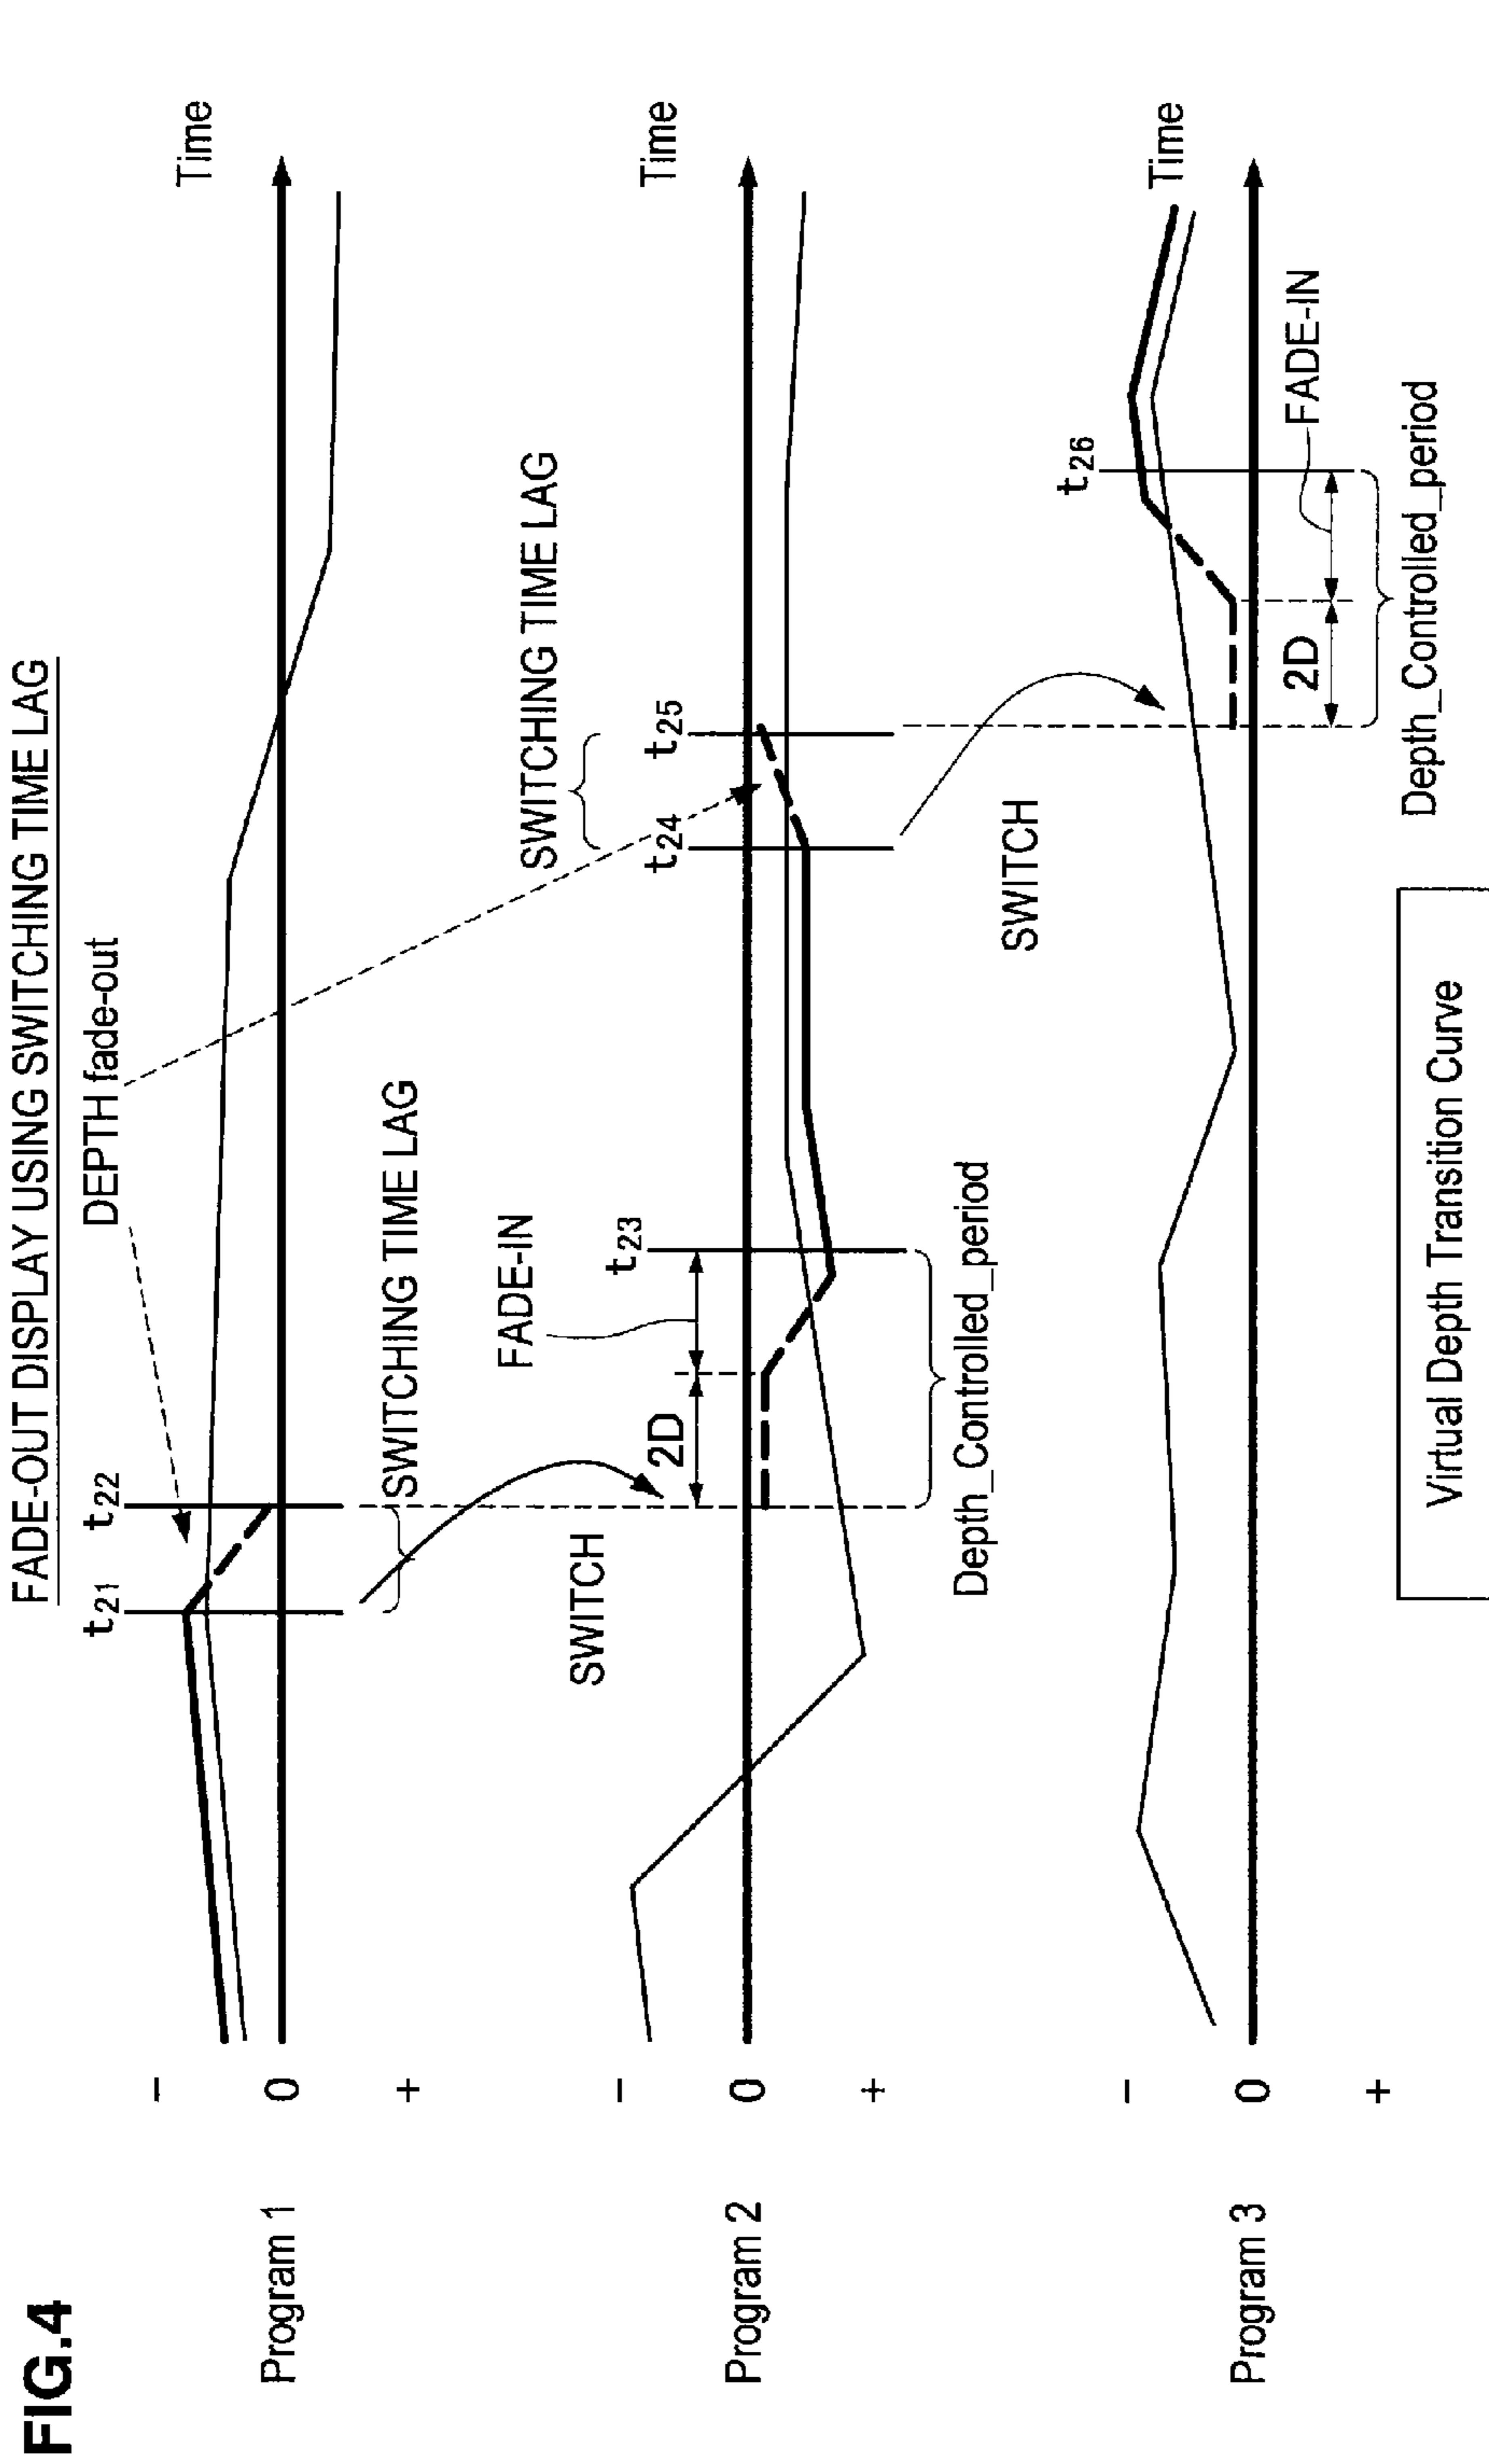 FIG.4
FADE-OUT DISPLAY USING SWITCHING TIME LAG
DEPTH fade-out
t21 t22
Program 1
−
0
+
Time
SWITCHING TIME LAG
SWITCH
FADE-IN
2D
t23
SWITCHING TIME LAG
t24 t25
Program 2
−
0
+
Time
Depth_Controlled_period
SWITCH
t26
Program 3
−
0
+
Time
2D
FADE-IN
Depth_Controlled_period
Virtual Depth Transition Curve